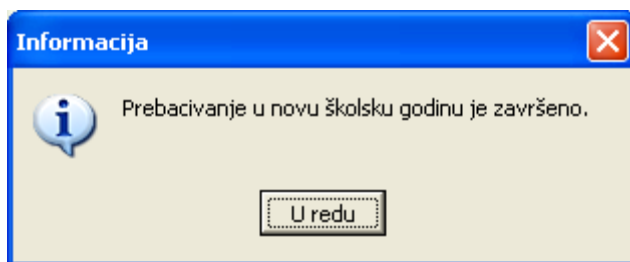 Informacija
Prebacivanje u novu školsku godinu je završeno.
U redu